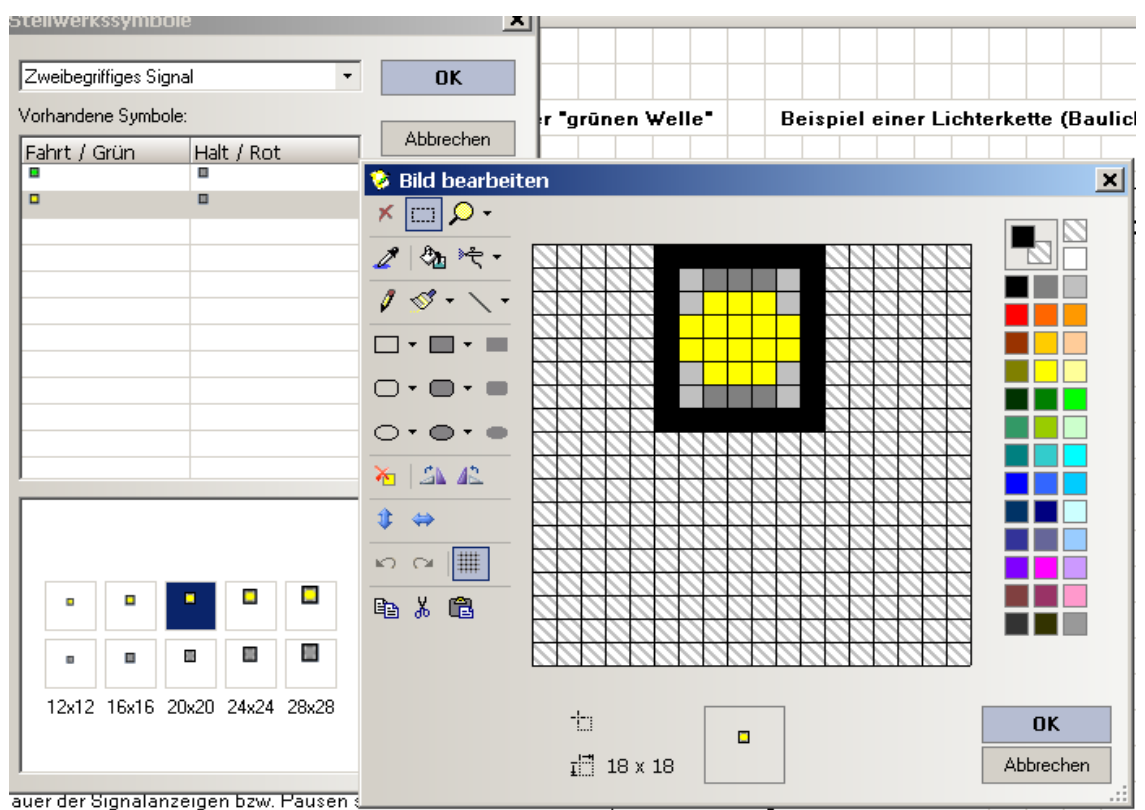 Stellwerkssymbole
Zweibegriffiges Signal
OK
Vorhandene Symbole:
Abbrechen
Fahrt / Grün Halt / Rot
r "grünen Welle" Beispiel einer Lichterkette (Baulich
Bild bearbeiten
12x12 16x16 20x20 24x24 28x28
18 x 18
OK
Abbrechen
auer der Signalanzeigen bzw. Pausen s